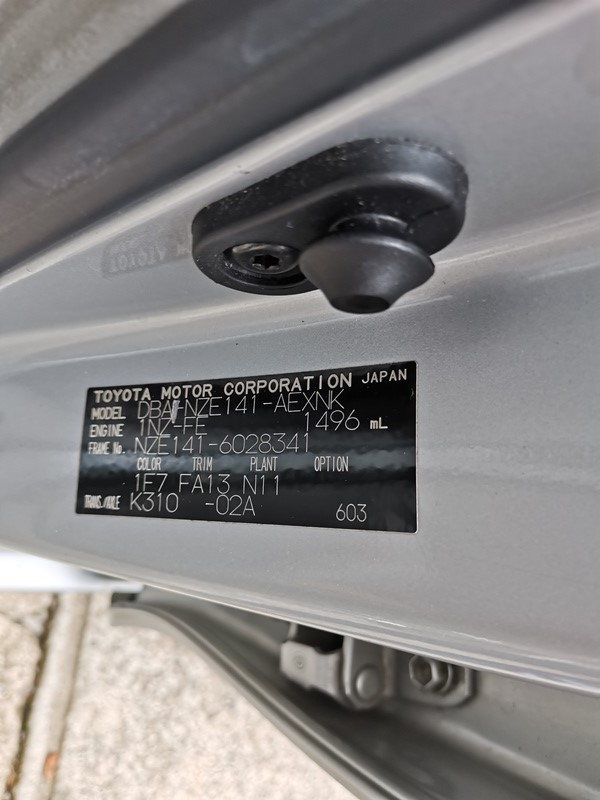 TOYOTA MOTOR CORPORATION JAPAN
MODEL DBA-NZE141-AEXNK
ENGINE 1NZ-FE 1496 mL
FRAME No. NZE141-6028341
COLOR TRIM PLANT OPTION
1F7 FA13 N11
TRANS./AXLE K310 -02A 603